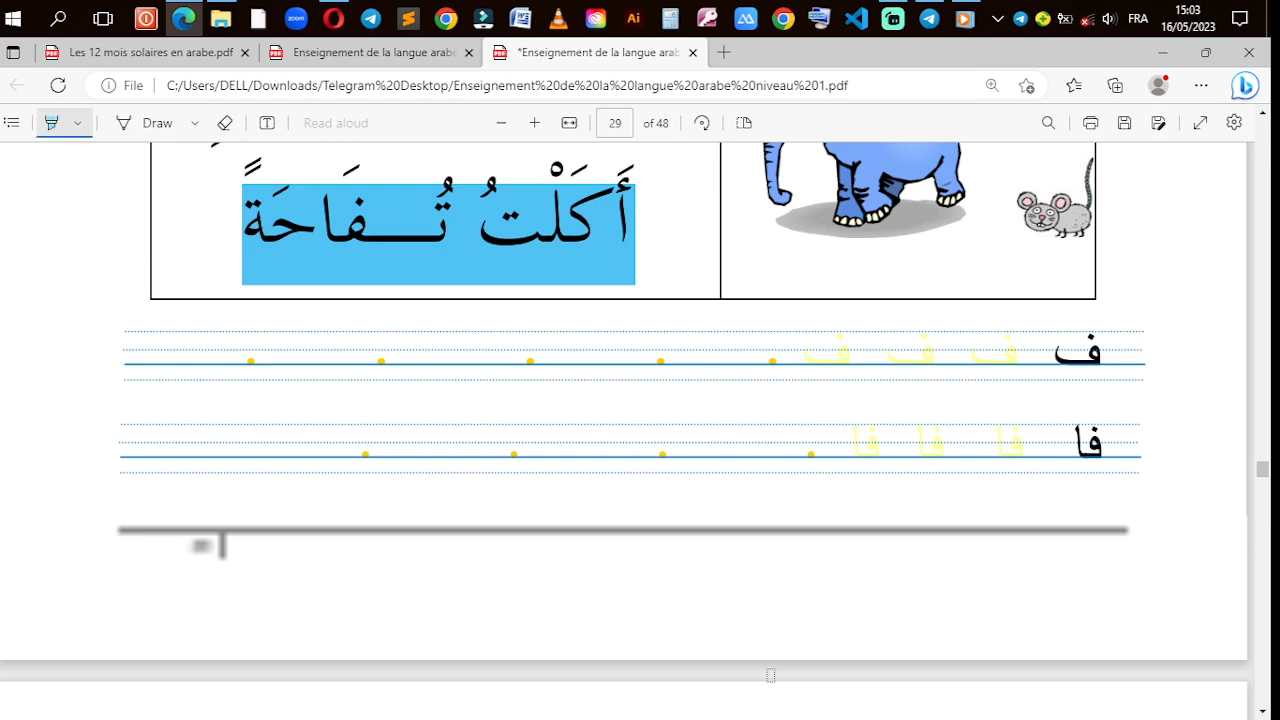 15:03
FRA
16/05/2023
Les 12 mois solaires en arabe.pdf
Enseignement de la langue arabe
*Enseignement de la langue arab
File
C:/Users/DELL/Downloads/Telegram%20Desktop/Enseignement%20de%20la%20langue%20arabe%20niveau%201.pdf
Draw
Read aloud
29
of 48
أَكَلْتُ تُـــفَاحَةً
ف ف ف ف
فا فا فا فا